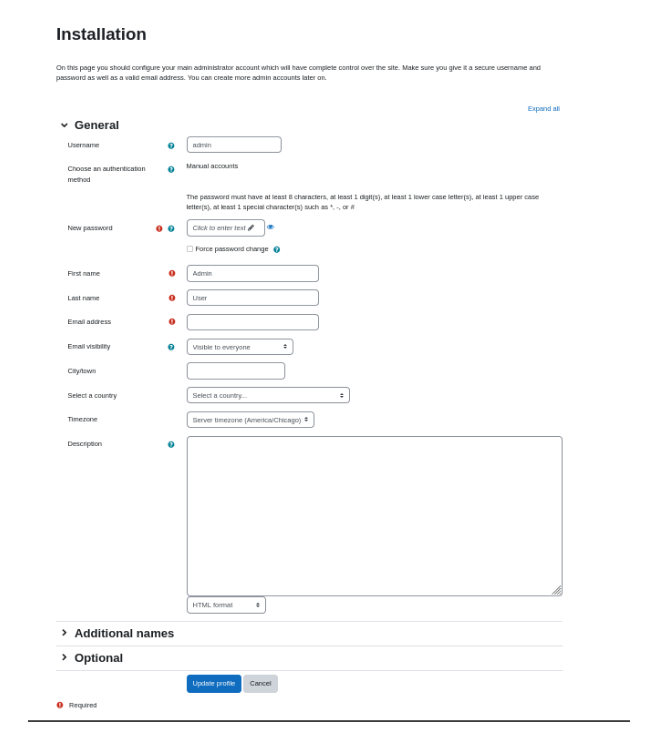 Installation
On this page you should configure your main administrator account which will have complete control over the site. Make sure you give it a secure username and
password as well as a valid email address. You can create more admin accounts later on.
Expand all
General
Username
admin
Choose an authentication
method
Manual accounts
The password must have at least 8 characters, at least 1 digit(s), at least 1 lower case letter(s), at least 1 upper case
letter(s), at least 1 special character(s) such as *, -, or #
New password
Click to enter text
Force password change
First name
Admin
Last name
User
Email address
Email visibility
Visible to everyone
City/town
Select a country
Select a country...
Timezone
Server timezone (America/Chicago)
Description
HTML format
Additional names
Optional
Update profile
Cancel
Required